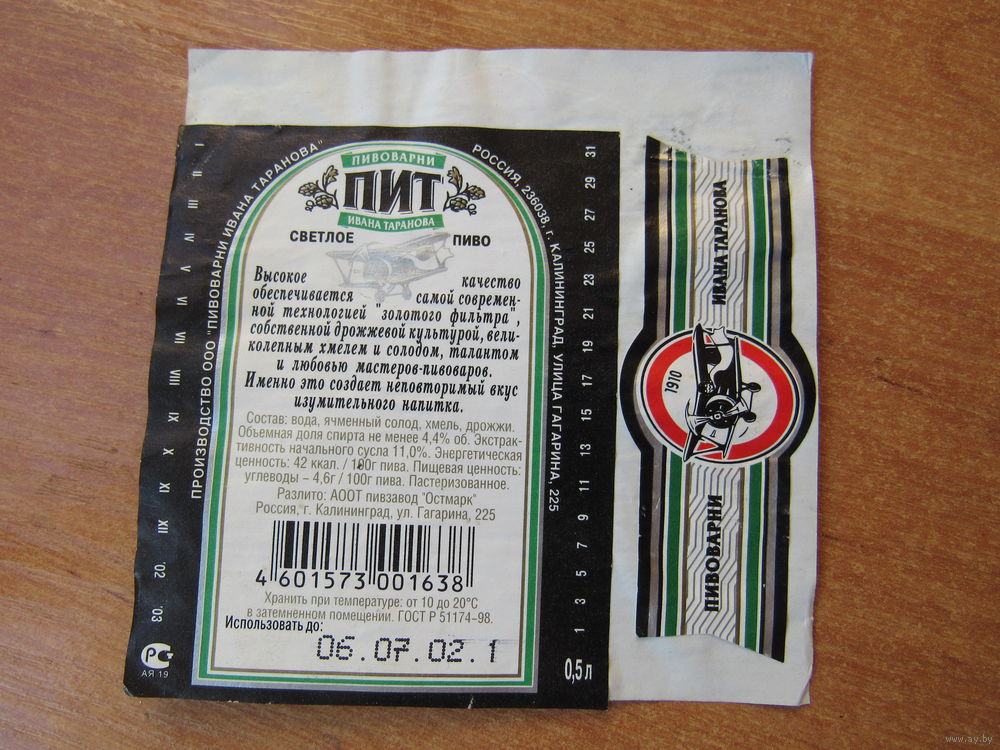 ПРОИЗВОДСТВО ООО "ПИВОВАРНИ ИВАНА ТАРАНОВА"
РОССИЯ, 236038, г. КАЛИНИНГРАД, УЛИЦА ГАГАРИНА, 225
I
II
III
IV
V
VI
VII
VIII
IX
X
XI
XII
'02
'03
РС
АЯ 19
ПИВОВАРНИ
ПИТ
ИВАНА ТАРАНОВА
СВЕТЛОЕ ПИВО
Высокое качество
обеспечивается самой современ-
ной технологией "золотого фильтра",
собственной дрожжевой культурой, вели-
колепным хмелем и солодом, талантом
и любовью мастеров-пивоваров.
Именно это создает неповторимый вкус
изумительного напитка.
Состав: вода, ячменный солод, хмель, дрожжи.
Объемная доля спирта не менее 4,4% об. Экстрак-
тивность начального сусла 11,0%. Энергетическая
ценность: 42 ккал. / 100г пива. Пищевая ценность:
углеводы – 4,6г / 100г пива. Пастеризованное.
Разлито: АООТ пивзавод "Остмарк"
Россия, г. Калининград, ул. Гагарина, 225
4 601573 001638
Хранить при температуре: от 10 до 20°С
в затемненном помещении. ГОСТ Р 51174–98.
Использовать до:
06.07.02.1
31
29
27
25
23
21
19
17
15
13
11
9
7
5
3
1
0,5 л
ИВАНА ТАРАНОВА
1910
ПИВОВАРНИ
www.ay.by